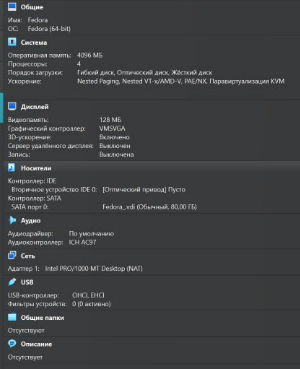 Общие
Имя: Fedora
ОС: Fedora (64-bit)
Система
Оперативная память: 4096 МБ
Процессоры: 4
Порядок загрузки: Гибкий диск, Оптический диск, Жёсткий диск
Ускорение: Nested Paging, Nested VT-x/AMD-V, PAE/NX, Паравиртуализация KVM
Дисплей
Видеопамять: 128 МБ
Графический контроллер: VMSVGA
3D-ускорение: Включено
Сервер удалённого дисплея: Выключен
Запись: Выключена
Носители
Контроллер: IDE
Вторичное устройство IDE 0: [Оптический привод] Пусто
Контроллер: SATA
SATA порт 0: Fedora_.vdi (Обычный, 80,00 ГБ)
Аудио
Аудиодрайвер: По умолчанию
Аудиоконтроллер: ICH AC97
Сеть
Адаптер 1: Intel PRO/1000 MT Desktop (NAT)
USB
USB-контроллер: OHCI, EHCI
Фильтры устройств: 0 (0 активно)
Общие папки
Отсутствуют
Описание
Отсутствует